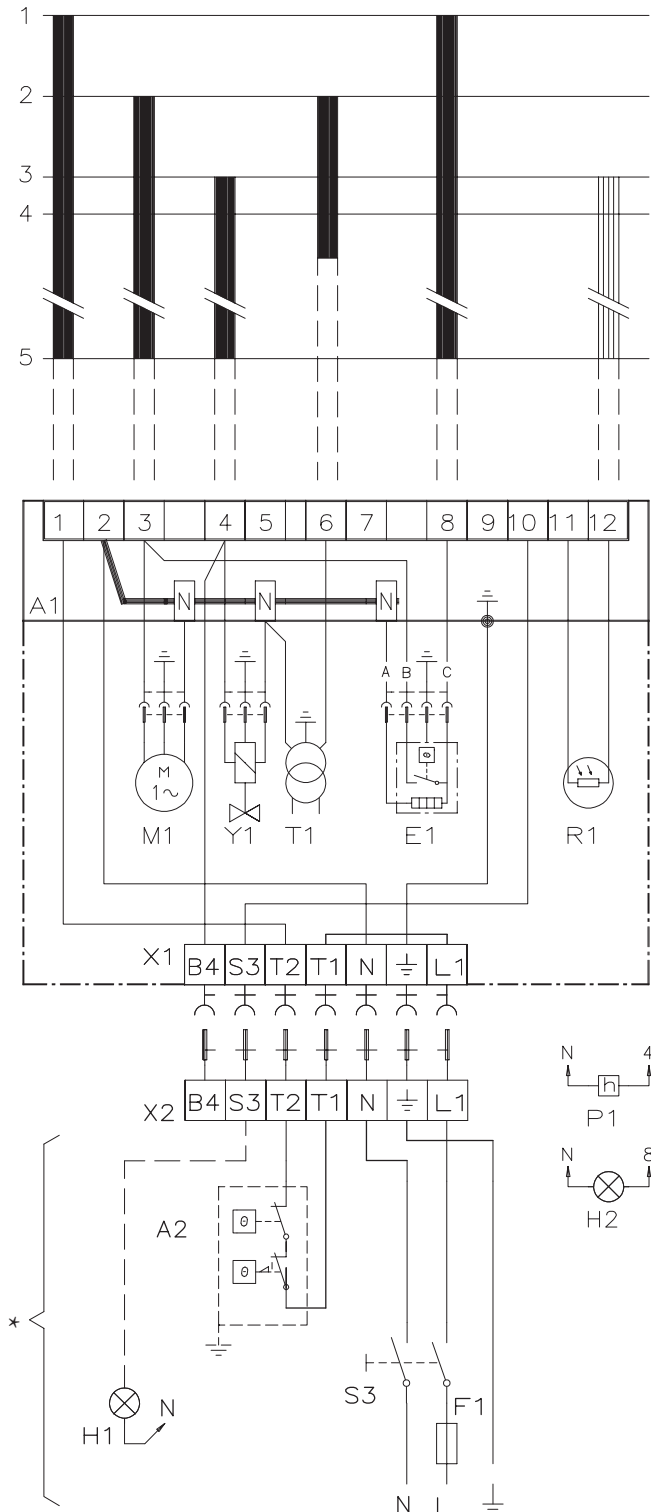 1
2
3
4
5
1 2 3 4 5 6 7 8 9 10 11 12
A1
N N N
A B C
θ
M
1~
M1 Y1 T1 E1 R1
X1 B4 S3 T2 T1 N L1
X2 B4 S3 T2 T1 N L1
N h 4
P1
N 8
H2
A2
θ
θ
*
S3
F1
H1
N
N L